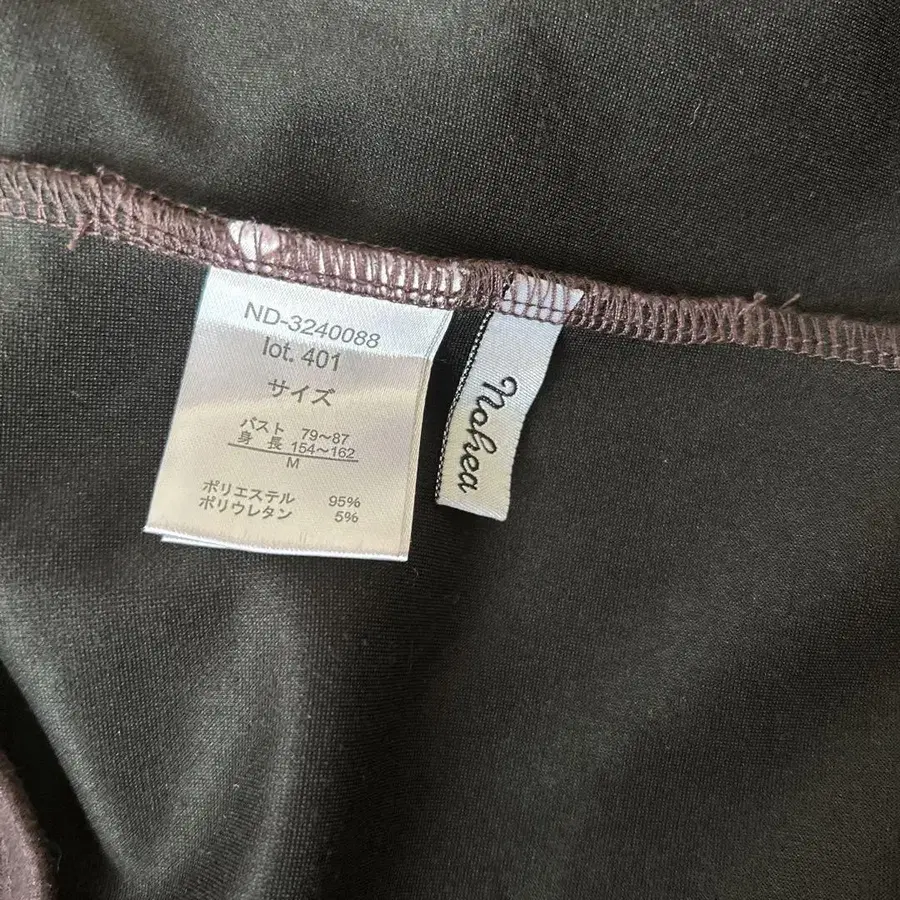 ND-3240088
lot. 401
サイズ
バスト 79～87
身 長 154～162
M
ポリエステル 95%
ポリウレタン 5%
nohea